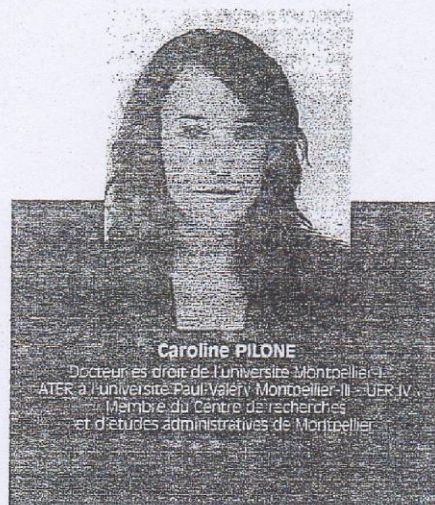 Caroline PILONE
Docteur ès droit de l'université Montpellier-I
ATER à l'université Paul-Valéry Montpellier-III - UFR IV
Membre du Centre de recherches
et d'études administratives de Montpellier